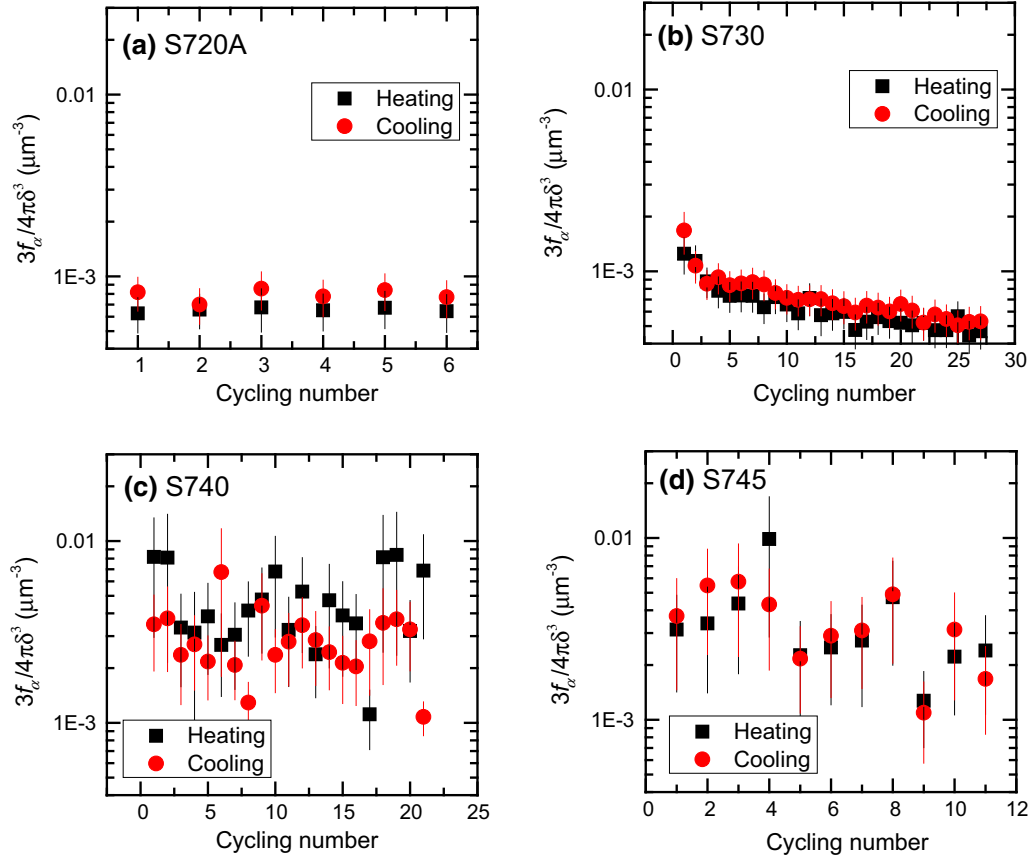 (a) S720A
0.01
1E-3
3fα/4πδ³ (μm⁻³)
Heating
Cooling
1 2 3 4 5 6
Cycling number
(b) S730
0.01
1E-3
3fα/4πδ³ (μm⁻³)
Heating
Cooling
0 5 10 15 20 25 30
Cycling number
(c) S740
0.01
1E-3
3fα/4πδ³ (μm⁻³)
Heating
Cooling
0 5 10 15 20 25
Cycling number
(d) S745
0.01
1E-3
3fα/4πδ³ (μm⁻³)
Heating
Cooling
0 2 4 6 8 10 12
Cycling number